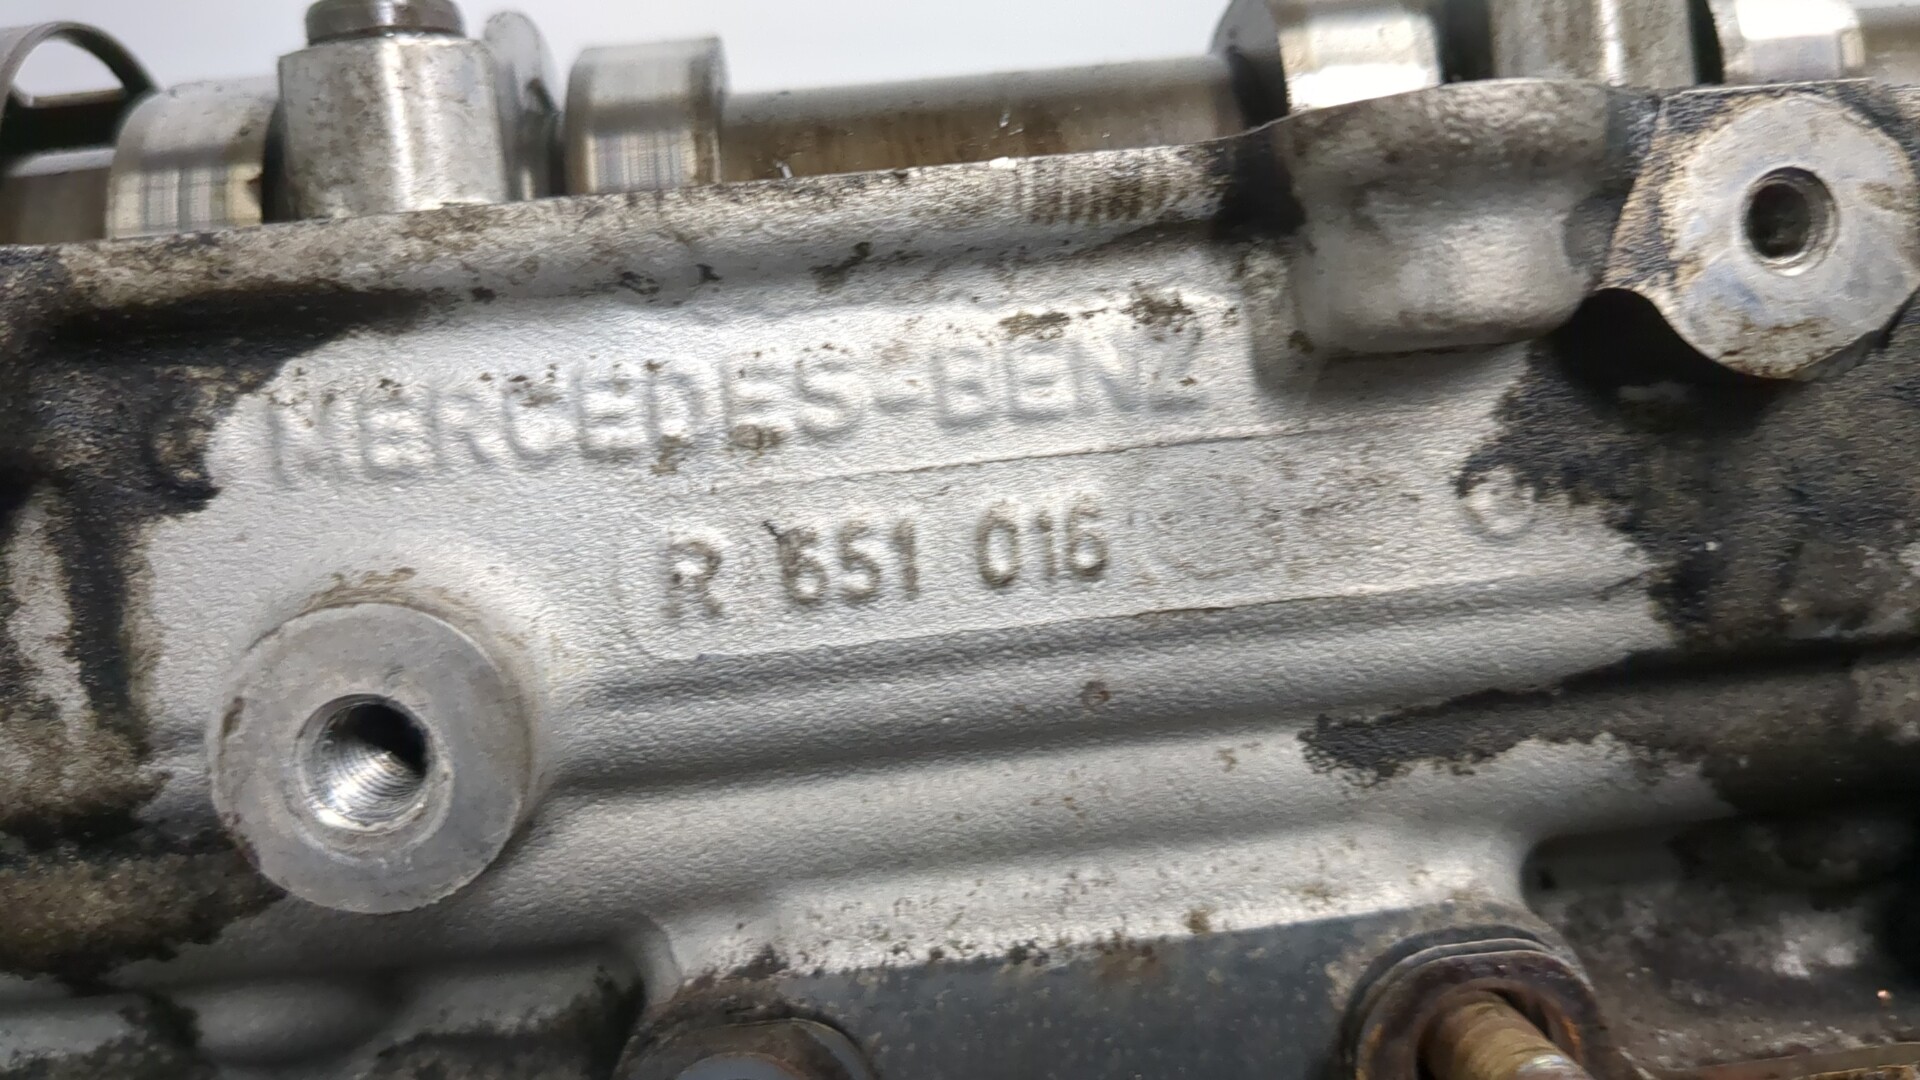 MERCEDES-BENZ
R 651 016